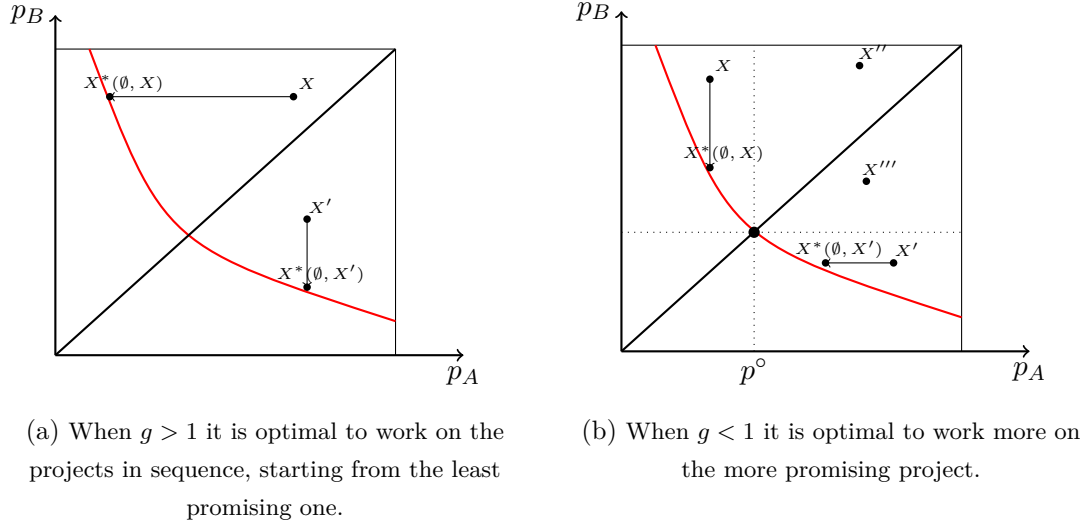 p_B
X*(∅, X)
X
X′
X*(∅, X′)
p_A
(a) When g > 1 it is optimal to work on the
projects in sequence, starting from the least
promising one.
p_B
X
X″
X*(∅, X)
X‴
X*(∅, X′)
X′
p°
p_A
(b) When g < 1 it is optimal to work more on
the more promising project.